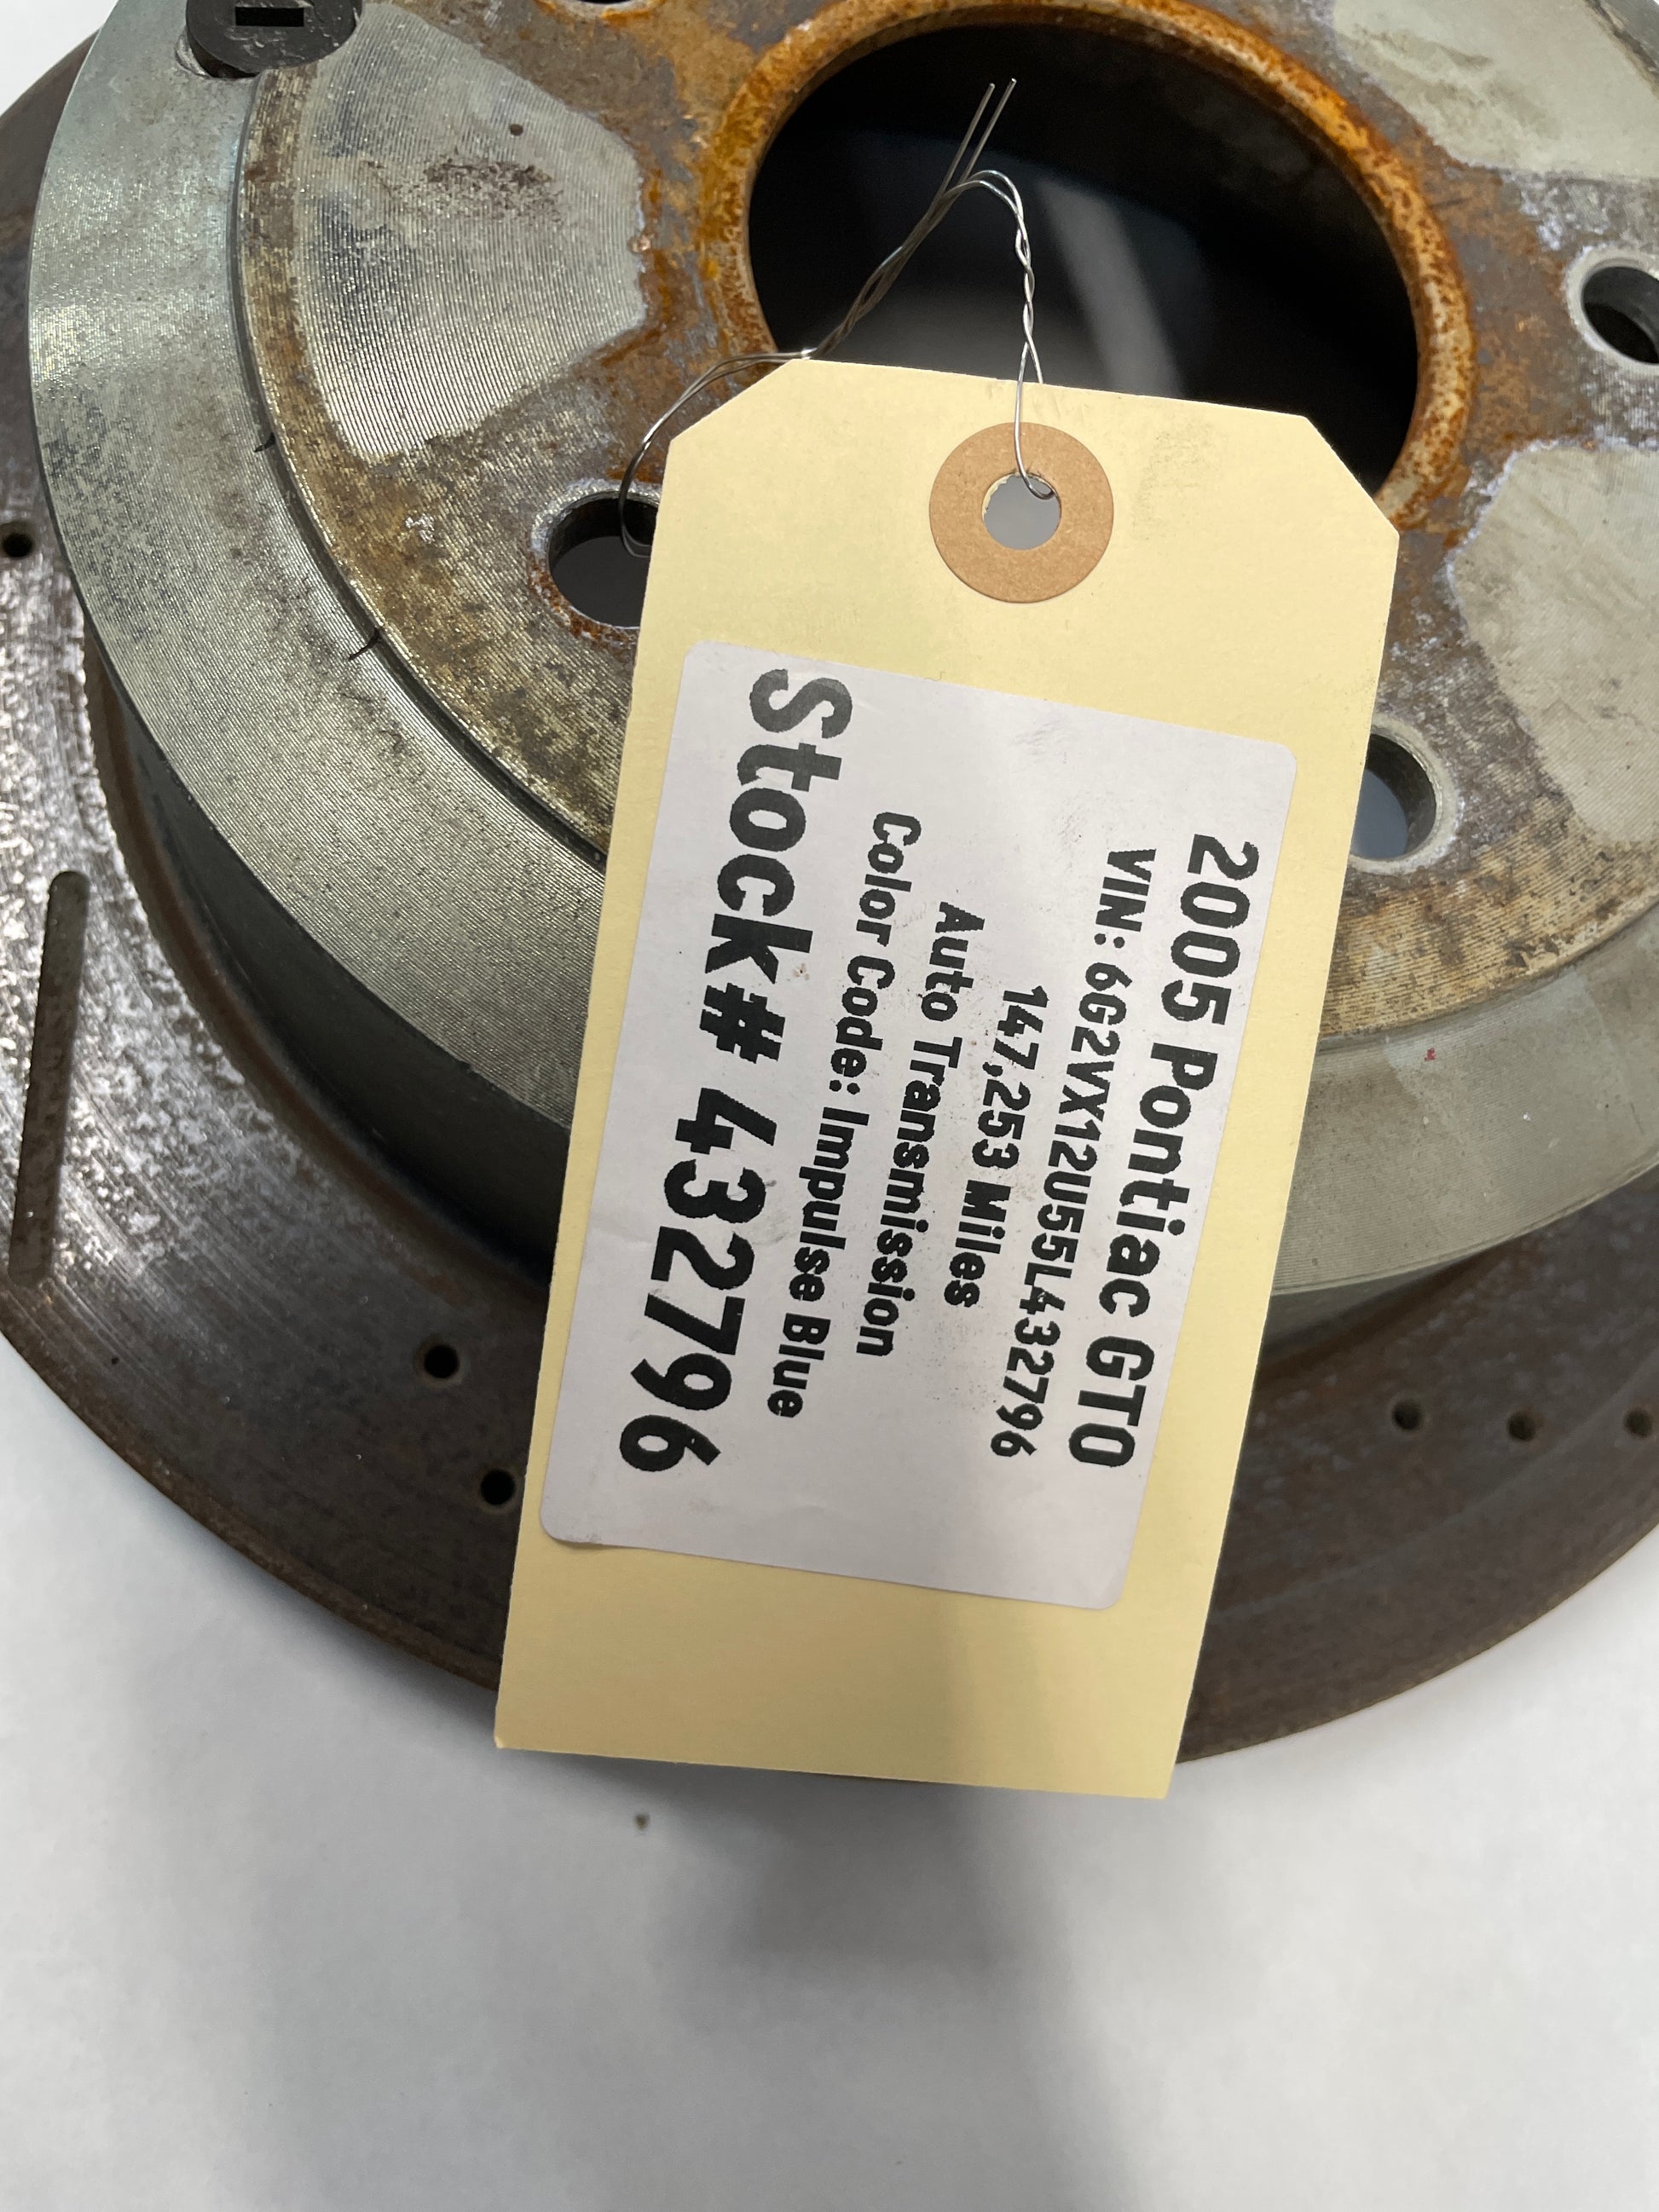 2005 Pontiac GTO
VIN: 6G2VX12U55L432796
147,253 Miles
Auto Transmission
Color Code: Impulse Blue
Stock# 432796